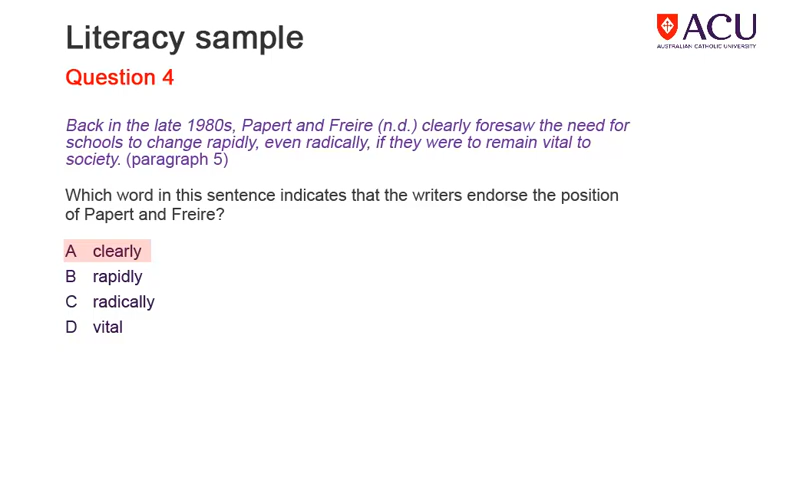 Literacy sample
ACU
AUSTRALIAN CATHOLIC UNIVERSITY
Question 4
Back in the late 1980s, Papert and Freire (n.d.) clearly foresaw the need for
schools to change rapidly, even radically, if they were to remain vital to
society. (paragraph 5)
Which word in this sentence indicates that the writers endorse the position
of Papert and Freire?
A clearly
B rapidly
C radically
D vital